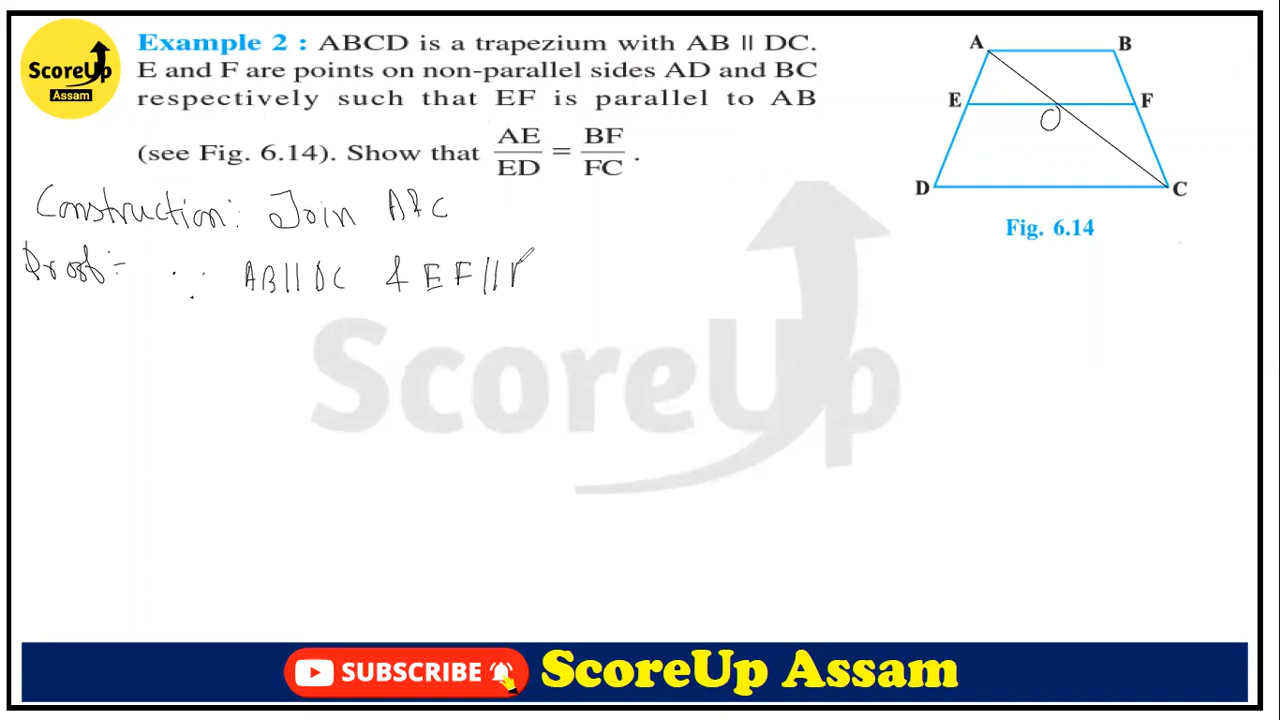 ScoreUp
Assam
Example 2 : ABCD is a trapezium with AB || DC.
E and F are points on non-parallel sides AD and BC
respectively such that EF is parallel to AB
(see Fig. 6.14). Show that AE/ED = BF/FC .
A B
E F
O
D C
Fig. 6.14
Construction: Join A & C
Proof:- ∵ AB || DC & EF ||
ScoreUp
SUBSCRIBE
ScoreUp Assam